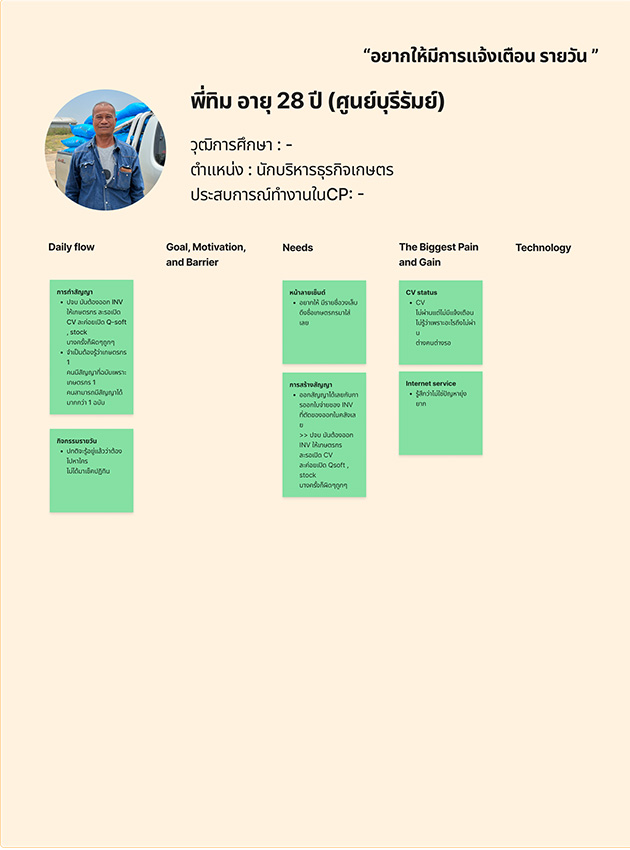 “อยากให้มีการแจ้งเตือน รายวัน ”
พี่ทิม อายุ 28 ปี (ศูนย์บุรีรัมย์)
วุฒิการศึกษา : -
ตำแหน่ง : นักบริหารธุรกิจเกษตร
ประสบการณ์ทำงานในCP: -
Daily flow
การทำสัญญา
ปจบ มันต้องออก INV
ให้เกษตรกร ละรอเปิด
CV ละค่อยเปิด Q-soft
, stock
บางครั้งก็ผิดๆถูกๆ
จำเป็นต้องรู้ว่าเกษตรกร
1
คนมีสัญญากี่ฉบับเพราะ
เกษตรกร 1
คนสามารถมีสัญญาได้
มากกว่า 1 ฉบับ
กิจกรรมรายวัน
ปกติจะรู้อยู่แล้วว่าต้อง
ไปหาใคร
ไม่ได้มาเช็คปฏิทิน
Goal, Motivation,
and Barrier
Needs
หน้าลายเซ็นต์
อยากให้ มีรายชื่อวงเล็บ
ถึงชื่อเกษตรกรมาใส่
เลย
การสร้างสัญญา
ออกสัญญาได้เลยกับกา
รออกใบจ่ายของ INV
ที่ตัดของออกในคลังเล
ย
>> ปจบ มันต้องออก
INV ให้เกษตรกร
ละรอเปิด CV
ละค่อยเปิด Qsoft ,
stock
บางครั้งก็ผิดๆถูกๆ
The Biggest Pain
and Gain
CV status
CV
ไม่ผ่านแต่ไม่มีแจ้งเตือน
ไม่รู้ว่าเพราะอะไรถึงไม่ผ่า
น
ต่างคนต่างรอ
Internet service
รู้สึกว่าไม่ใช่ปัญหายุ่ง
ยาก
Technology